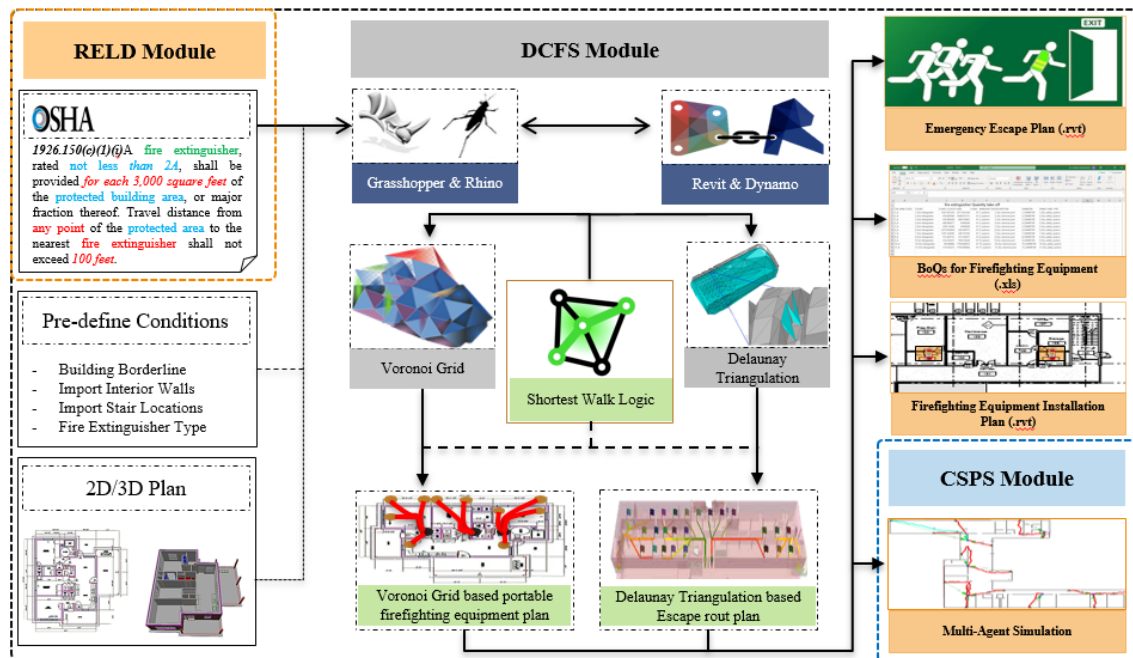 RELD Module
OSHA
1926.150(c)(1)(i)A fire extinguisher,
rated not less than 2A, shall be
provided for each 3,000 square feet of
the protected building area, or major
fraction thereof. Travel distance from
any point of the protected area to the
nearest fire extinguisher shall not
exceed 100 feet.
Pre-define Conditions
- Building Borderline
- Import Interior Walls
- Import Stair Locations
- Fire Extinguisher Type
2D/3D Plan
DCFS Module
Grasshopper & Rhino
Revit & Dynamo
Voronoi Grid
Shortest Walk Logic
Delaunay
Triangulation
Voronoi Grid based portable
firefighting equipment plan
Delaunay Triangulation based
Escape rout plan
EXIT
Emergency Escape Plan (.rvt)
BoQs for Firefighting Equipment
(.xls)
Firefighting Equipment Installation
Plan (.rvt)
CSPS Module
Multi-Agent Simulation